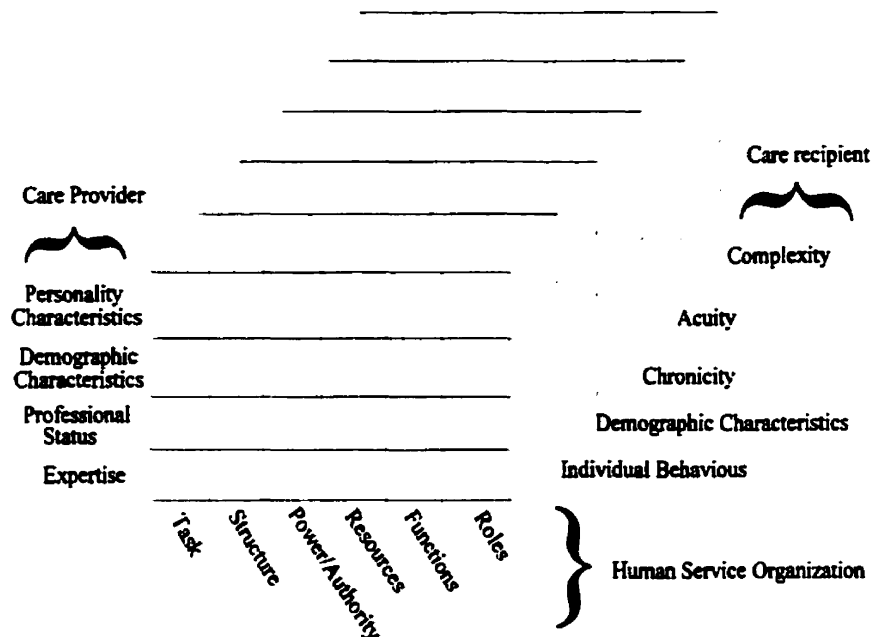 Care recipient
Care Provider
Complexity
Personality
Characteristics
Acuity
Demographic
Characteristics
Chronicity
Professional
Status
Demographic Characteristics
Expertise
Individual Behavious
Task
Structure
Power/Authority
Resources
Functions
Roles
Human Service Organization